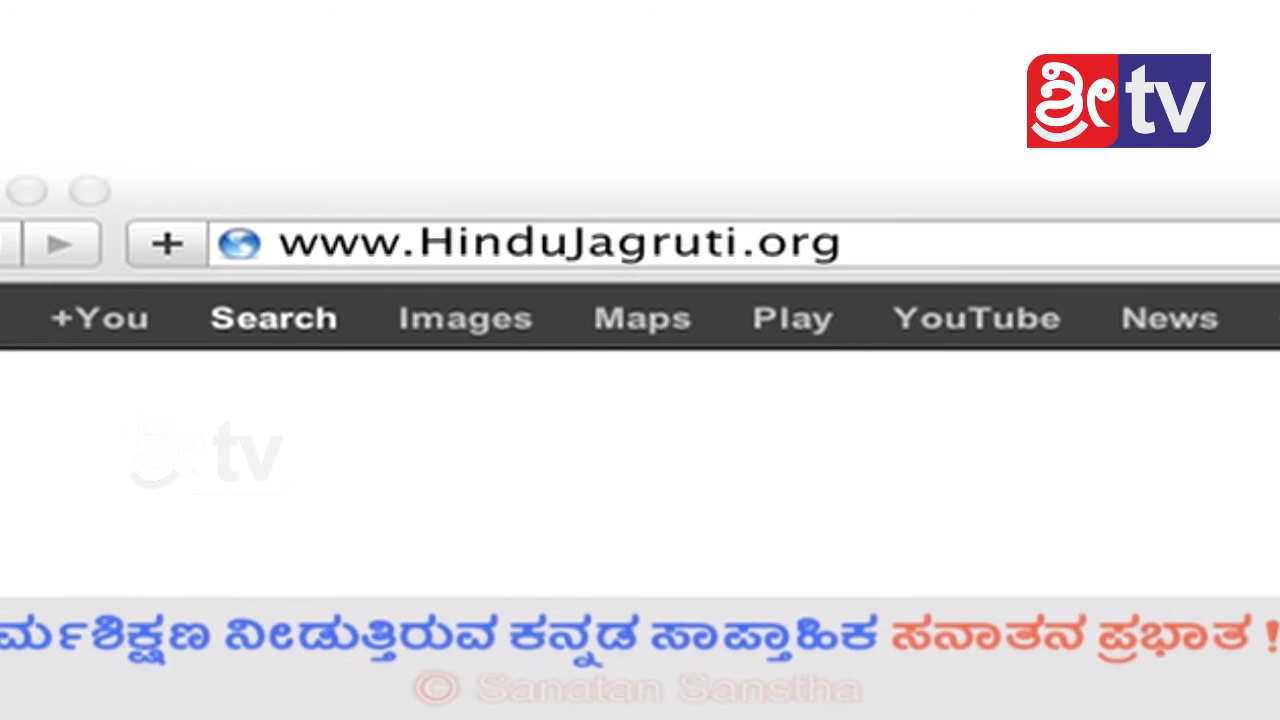 ಶ್ರೀ tv
www.HinduJagruti.org
+You Search Images Maps Play YouTube News
ಶ್ರೀ tv
ರ್ಮಶಿಕ್ಷಣ ನೀಡುತ್ತಿರುವ ಕನ್ನಡ ಸಾಪ್ತಾಹಿಕ ಸನಾತನ ಪ್ರಭಾತ !
© Sanatan Sanstha